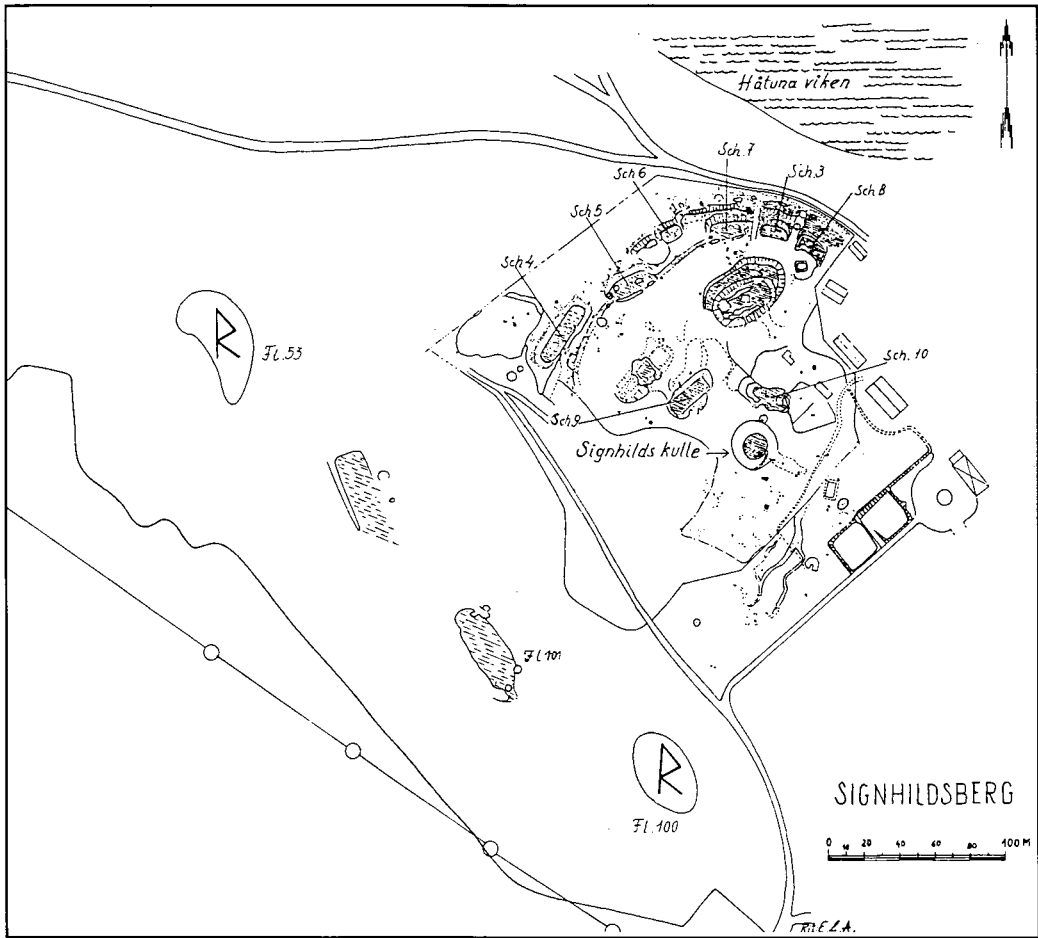 Håtuna viken
Sch. 7
Sch. 3
Sch 6
Sch 8
Sch 5
Sch 4
R
Fl. 53
Sch. 10
Sch 9
Signhilds kulle
Fl 101
R
Fl. 100
SIGNHILDSBERG
0 10 20 40 60 80 100 M
E.L.A.